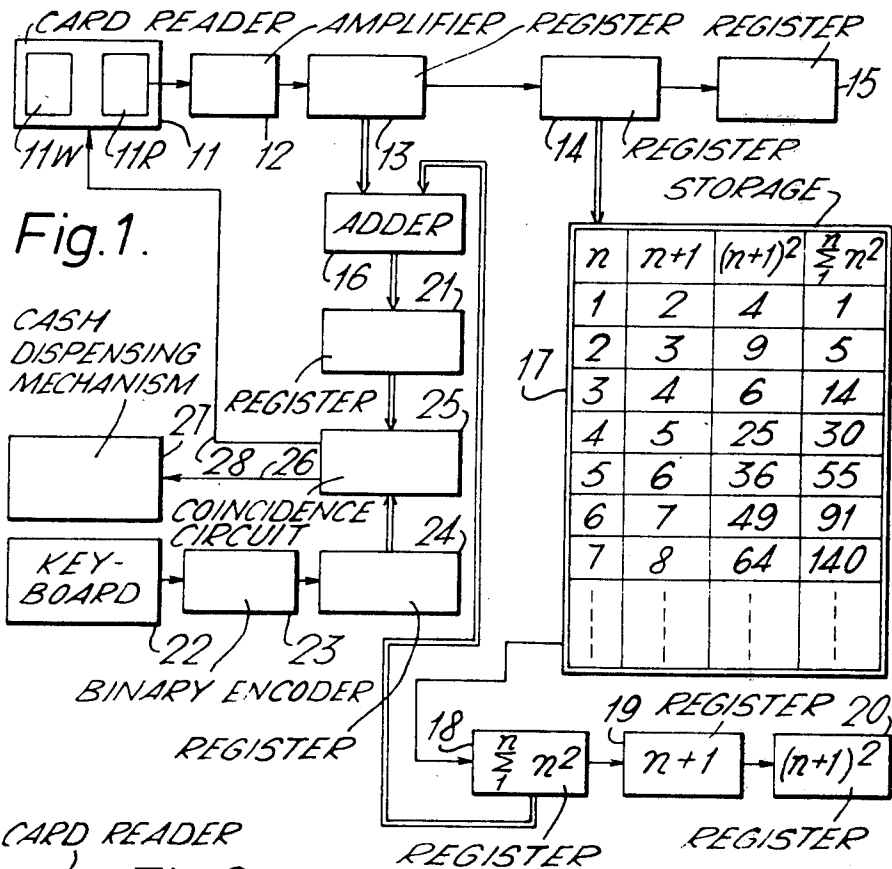 CARD READER AMPLIFIER REGISTER REGISTER
11W 11R 11 12 13 14 REGISTER 15
STORAGE
Fig.1.
ADDER
16
21
REGISTER
CASH
DISPENSING
MECHANISM
27
28 26
25
COINCIDENCE
CIRCUIT
24
KEY-
BOARD
22 23
BINARY ENCODER
REGISTER
17
n n+1 (n+1)² n Σ 1 n²
1 2 4 1
2 3 9 5
3 4 6 14
4 5 25 30
5 6 36 55
6 7 49 91
7 8 64 140
18 n Σ 1 n²
REGISTER
19 REGISTER
n+1
20
(n+1)²
REGISTER
CARD READER